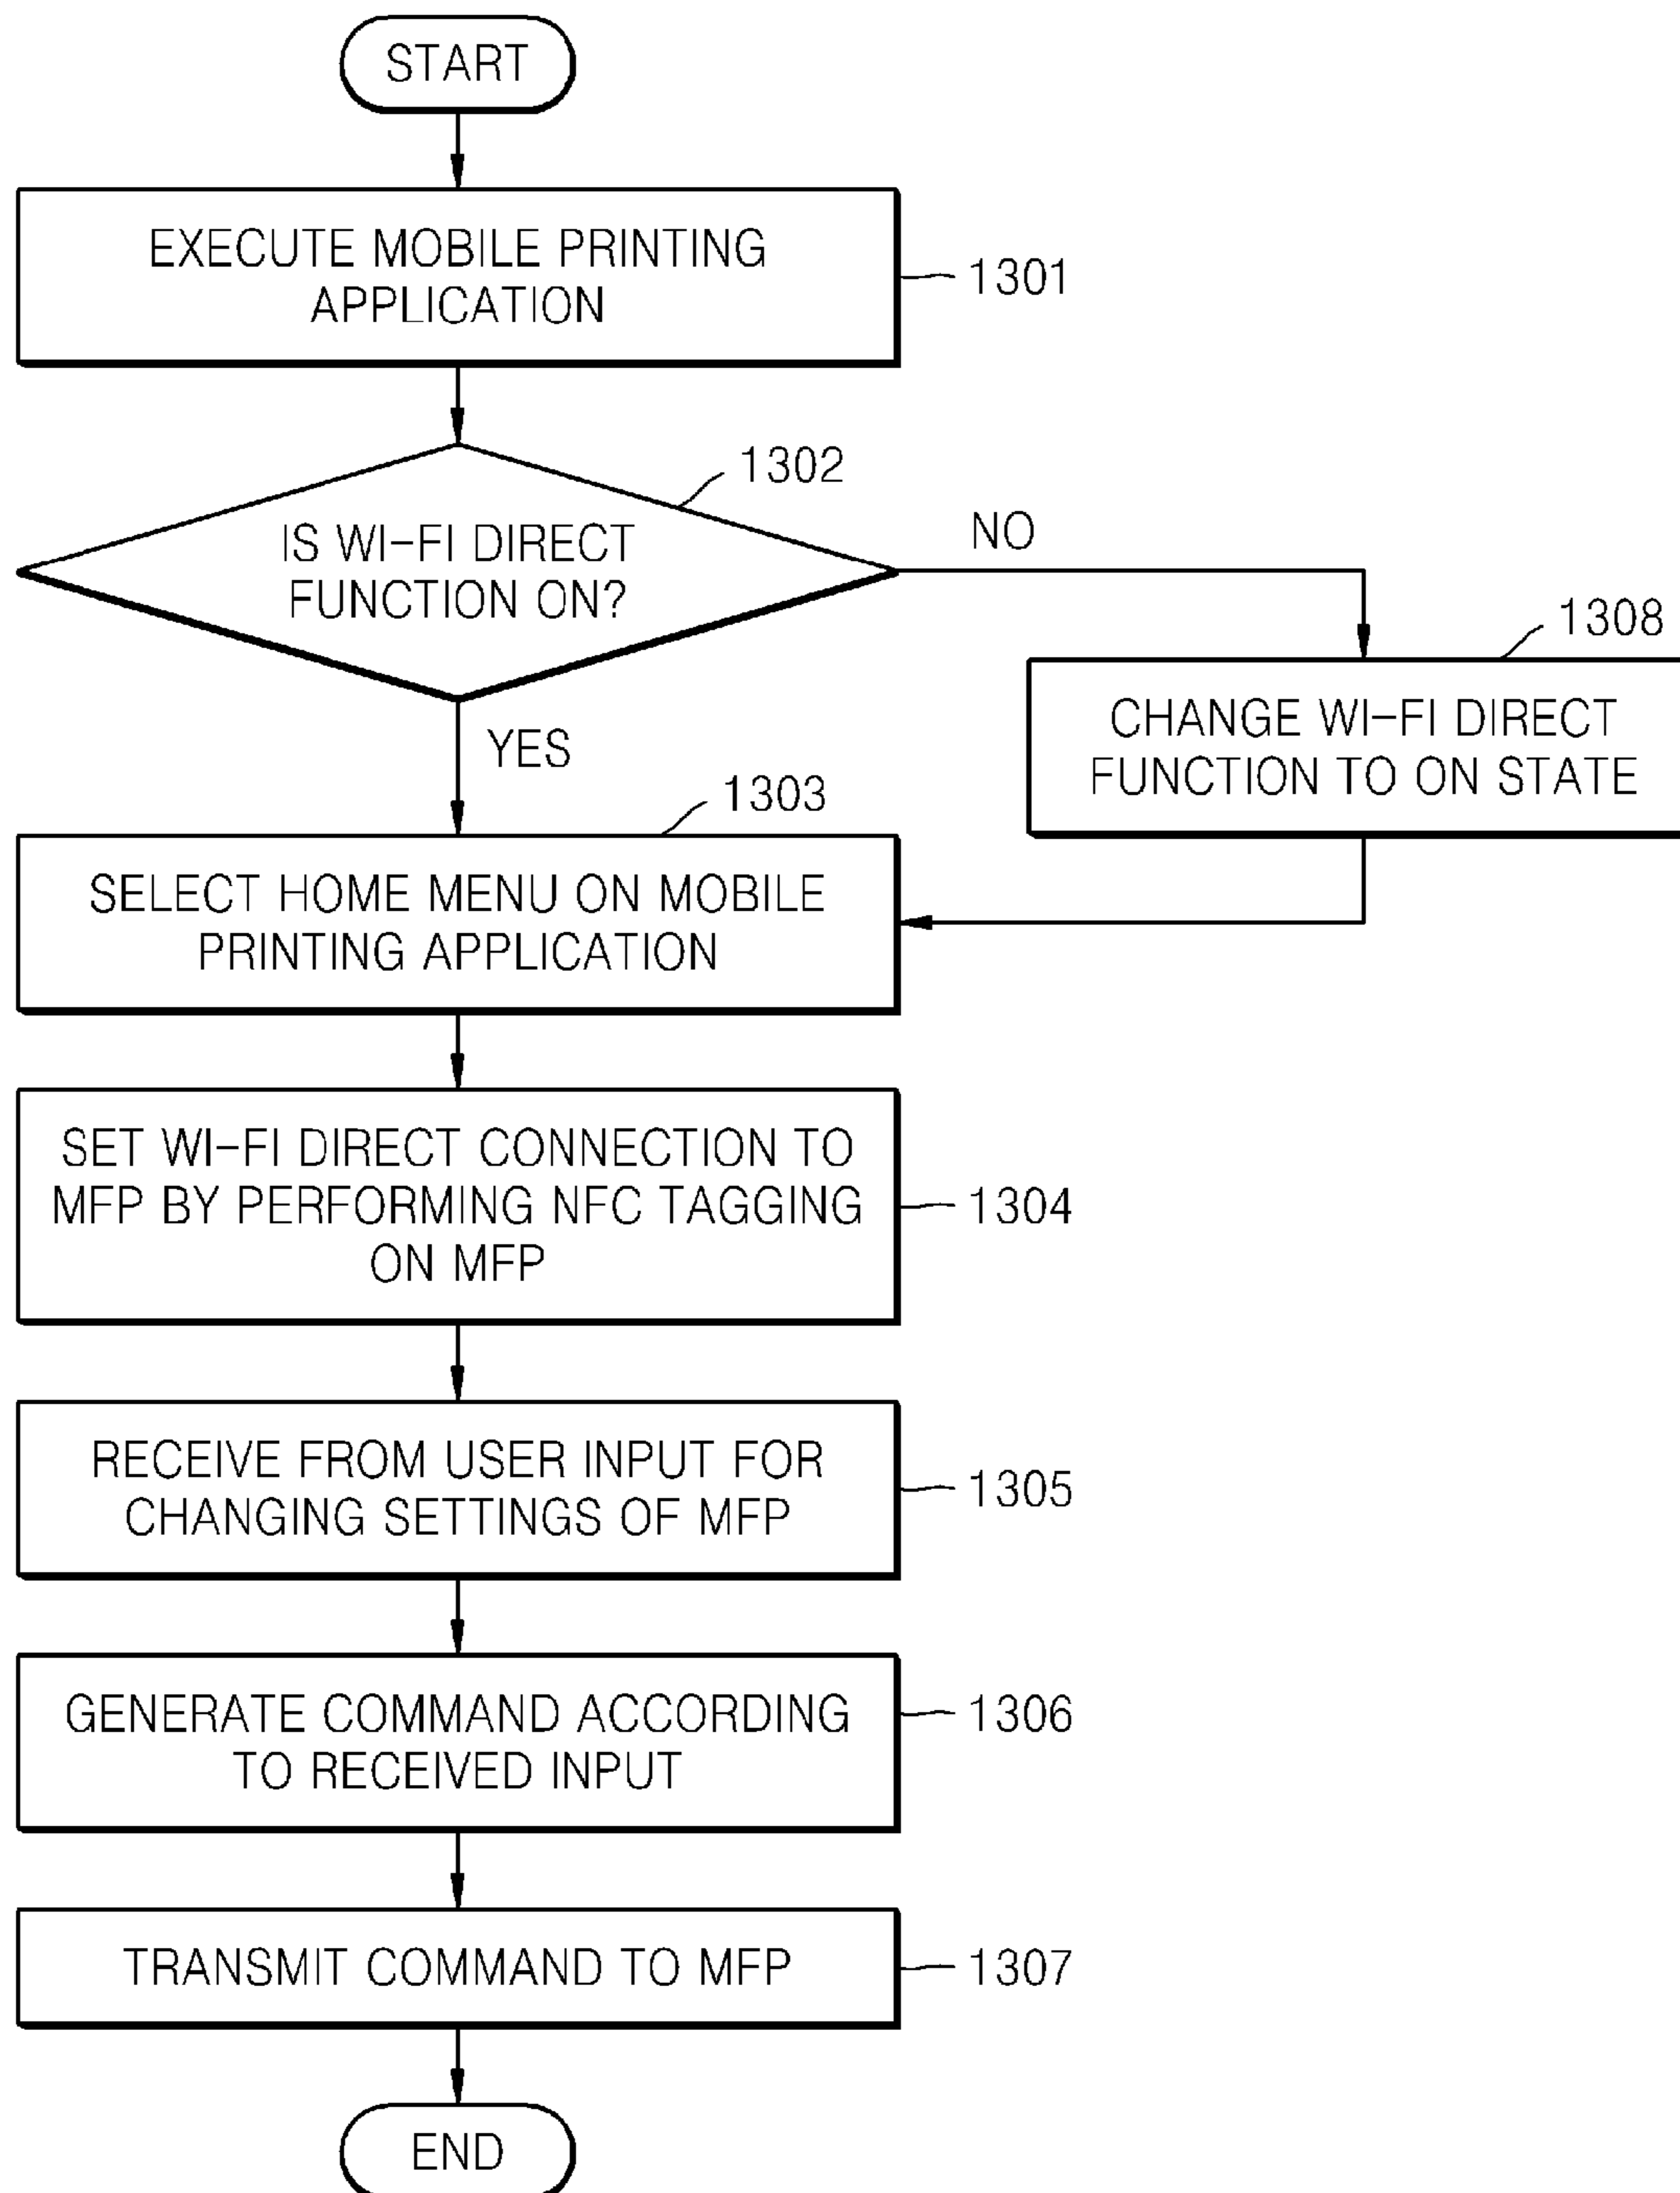 START
EXECUTE MOBILE PRINTING
APPLICATION
1301
1302
IS WI-FI DIRECT
FUNCTION ON?
NO
1308
CHANGE WI-FI DIRECT
FUNCTION TO ON STATE
YES
1303
SELECT HOME MENU ON MOBILE
PRINTING APPLICATION
SET WI-FI DIRECT CONNECTION TO
MFP BY PERFORMING NFC TAGGING
ON MFP
1304
RECEIVE FROM USER INPUT FOR
CHANGING SETTINGS OF MFP
1305
GENERATE COMMAND ACCORDING
TO RECEIVED INPUT
1306
TRANSMIT COMMAND TO MFP
1307
END